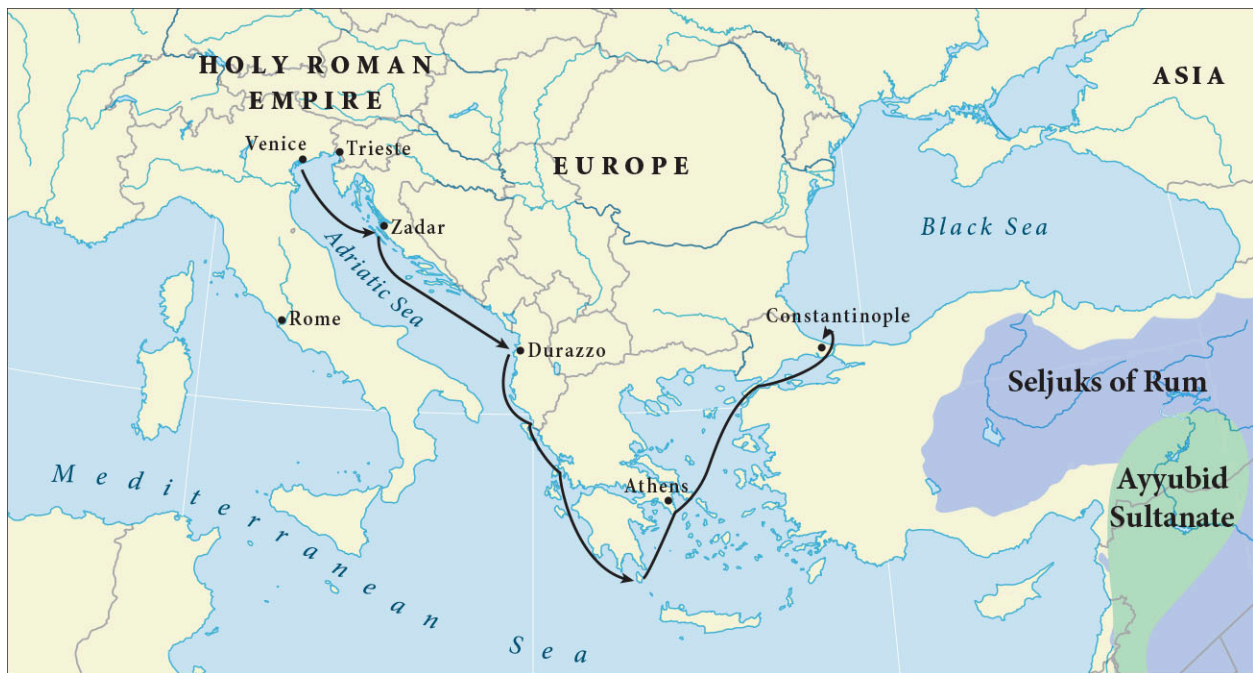 HOLY ROMAN
EMPIRE
ASIA
Venice
Trieste
EUROPE
Zadar
Black Sea
Adriatic Sea
Rome
Constantinople
Durazzo
Seljuks of Rum
Mediterranean Sea
Athens
Ayyubid
Sultanate